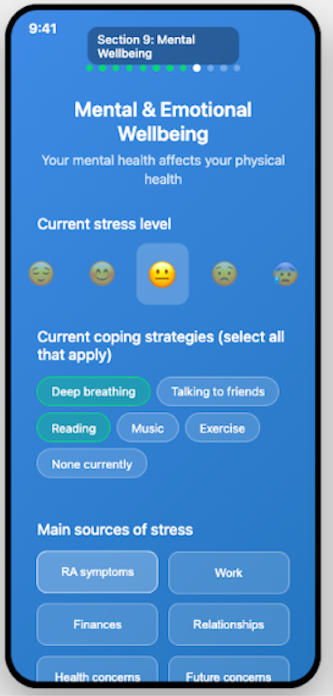 9:41
Section 9: Mental
Wellbeing
Mental & Emotional
Wellbeing
Your mental health affects your physical
health
Current stress level
Current coping strategies (select all
that apply)
Deep breathing Talking to friends
Reading Music Exercise
None currently
Main sources of stress
RA symptoms Work
Finances Relationships
Health concerns Future concerns